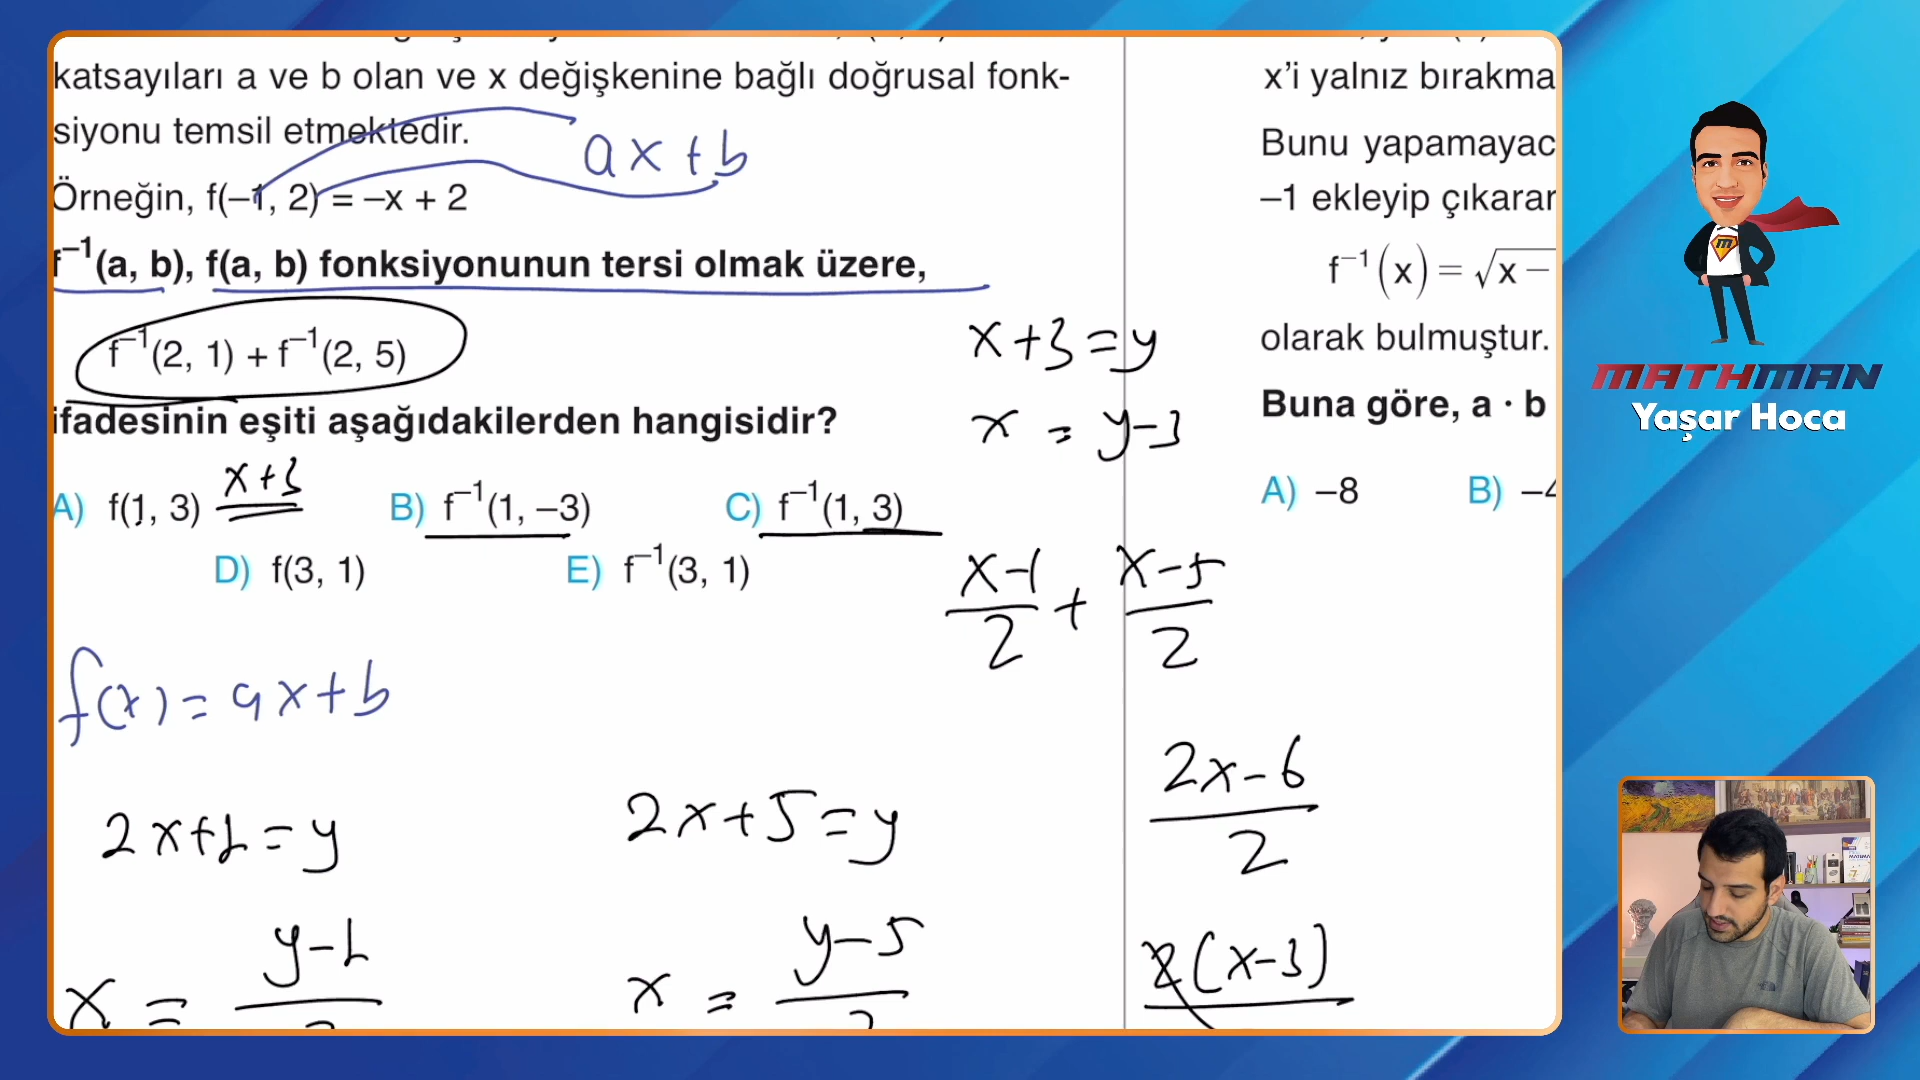 katsayıları a ve b olan ve x değişkenine bağlı doğrusal fonk-
siyonu temsil etmektedir.
ax+b
Örneğin, f(–1, 2) = –x + 2
f⁻¹(a, b), f(a, b) fonksiyonunun tersi olmak üzere,
f⁻¹(2, 1) + f⁻¹(2, 5)
ifadesinin eşiti aşağıdakilerden hangisidir?
x+3
A) f(1, 3) B) f⁻¹(1, –3) C) f⁻¹(1, 3)
D) f(3, 1) E) f⁻¹(3, 1)
x+3=y
x = y-3
x-1/2 + x-5/2
f(x)=ax+b
2x+1=y
x = y-1
2x+5=y
x = y-5
2x-6/2
2(x-3)
x'i yalnız bırakma
Bunu yapamayac
–1 ekleyip çıkarar
f⁻¹(x) = √x –
olarak bulmuştur.
Buna göre, a · b
A) –8 B) –4
MATHMAN
Yaşar Hoca